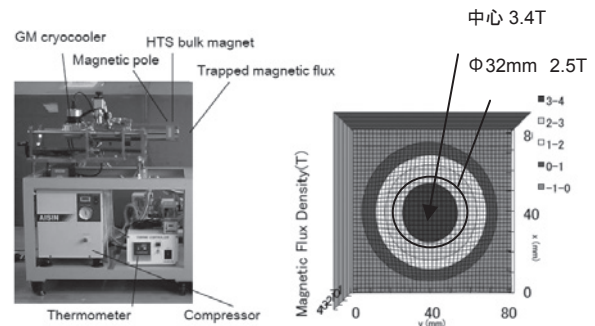 GM cryocooler
HTS bulk magnet
Magnetic pole
Trapped magnetic flux
AISIN
Thermometer
Compressor
中心 3.4T
Φ32mm 2.5T
3-4
2-3
1-2
0-1
-1-0
Magnetic Flux Density(T)
8
40
0
x (mm)
0
40
80
y (mm)